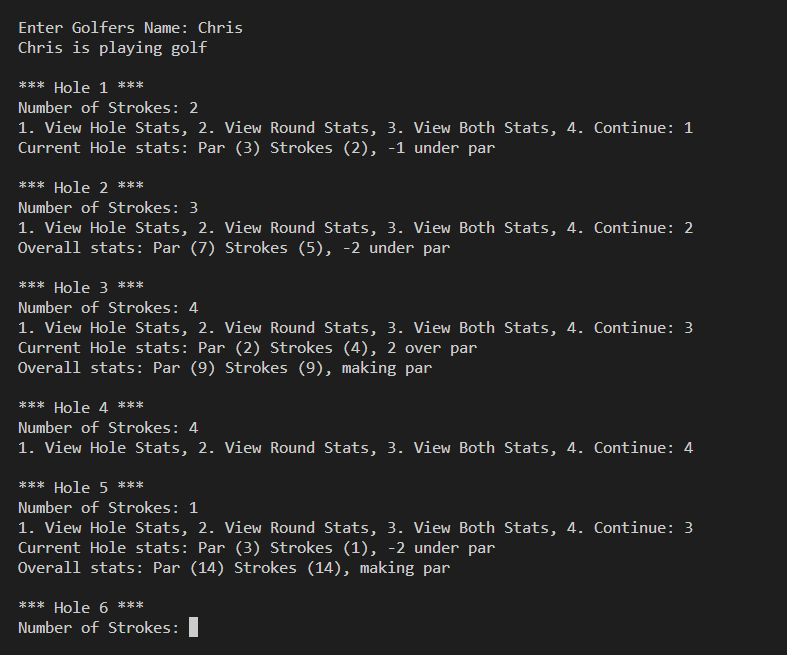 Enter Golfers Name: Chris
Chris is playing golf
*** Hole 1 ***
Number of Strokes: 2
1. View Hole Stats, 2. View Round Stats, 3. View Both Stats, 4. Continue: 1
Current Hole stats: Par (3) Strokes (2), -1 under par
*** Hole 2 ***
Number of Strokes: 3
1. View Hole Stats, 2. View Round Stats, 3. View Both Stats, 4. Continue: 2
Overall stats: Par (7) Strokes (5), -2 under par
*** Hole 3 ***
Number of Strokes: 4
1. View Hole Stats, 2. View Round Stats, 3. View Both Stats, 4. Continue: 3
Current Hole stats: Par (2) Strokes (4), 2 over par
Overall stats: Par (9) Strokes (9), making par
*** Hole 4 ***
Number of Strokes: 4
1. View Hole Stats, 2. View Round Stats, 3. View Both Stats, 4. Continue: 4
*** Hole 5 ***
Number of Strokes: 1
1. View Hole Stats, 2. View Round Stats, 3. View Both Stats, 4. Continue: 3
Current Hole stats: Par (3) Strokes (1), -2 under par
Overall stats: Par (14) Strokes (14), making par
*** Hole 6 ***
Number of Strokes: